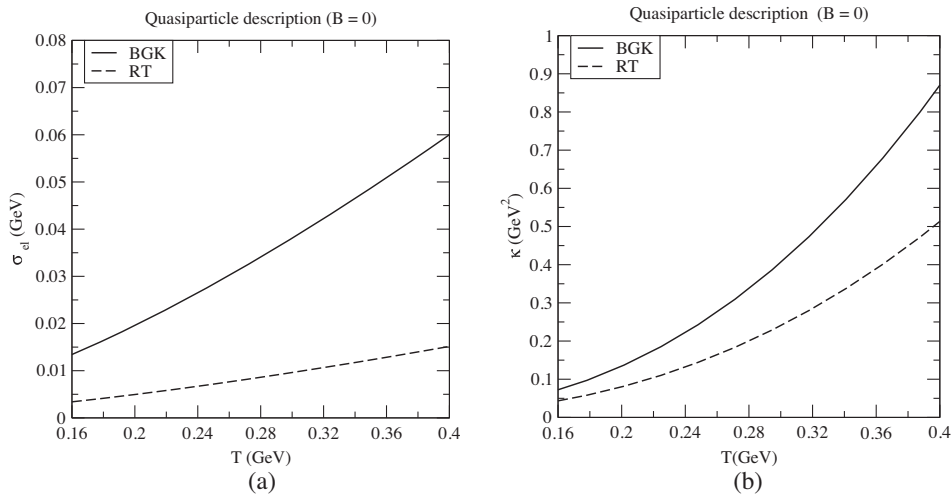 Quasiparticle description (B = 0)
0.08
0.07
0.06
0.05
0.04
0.03
0.02
0.01
0
σ el (GeV)
BGK
RT
0.16 0.2 0.24 0.28 0.32 0.36 0.4
T (GeV)
(a)
Quasiparticle description (B = 0)
1
0.9
0.8
0.7
0.6
0.5
0.4
0.3
0.2
0.1
0
κ (GeV²)
BGK
RT
0.16 0.2 0.24 0.28 0.32 0.36 0.4
T(GeV)
(b)